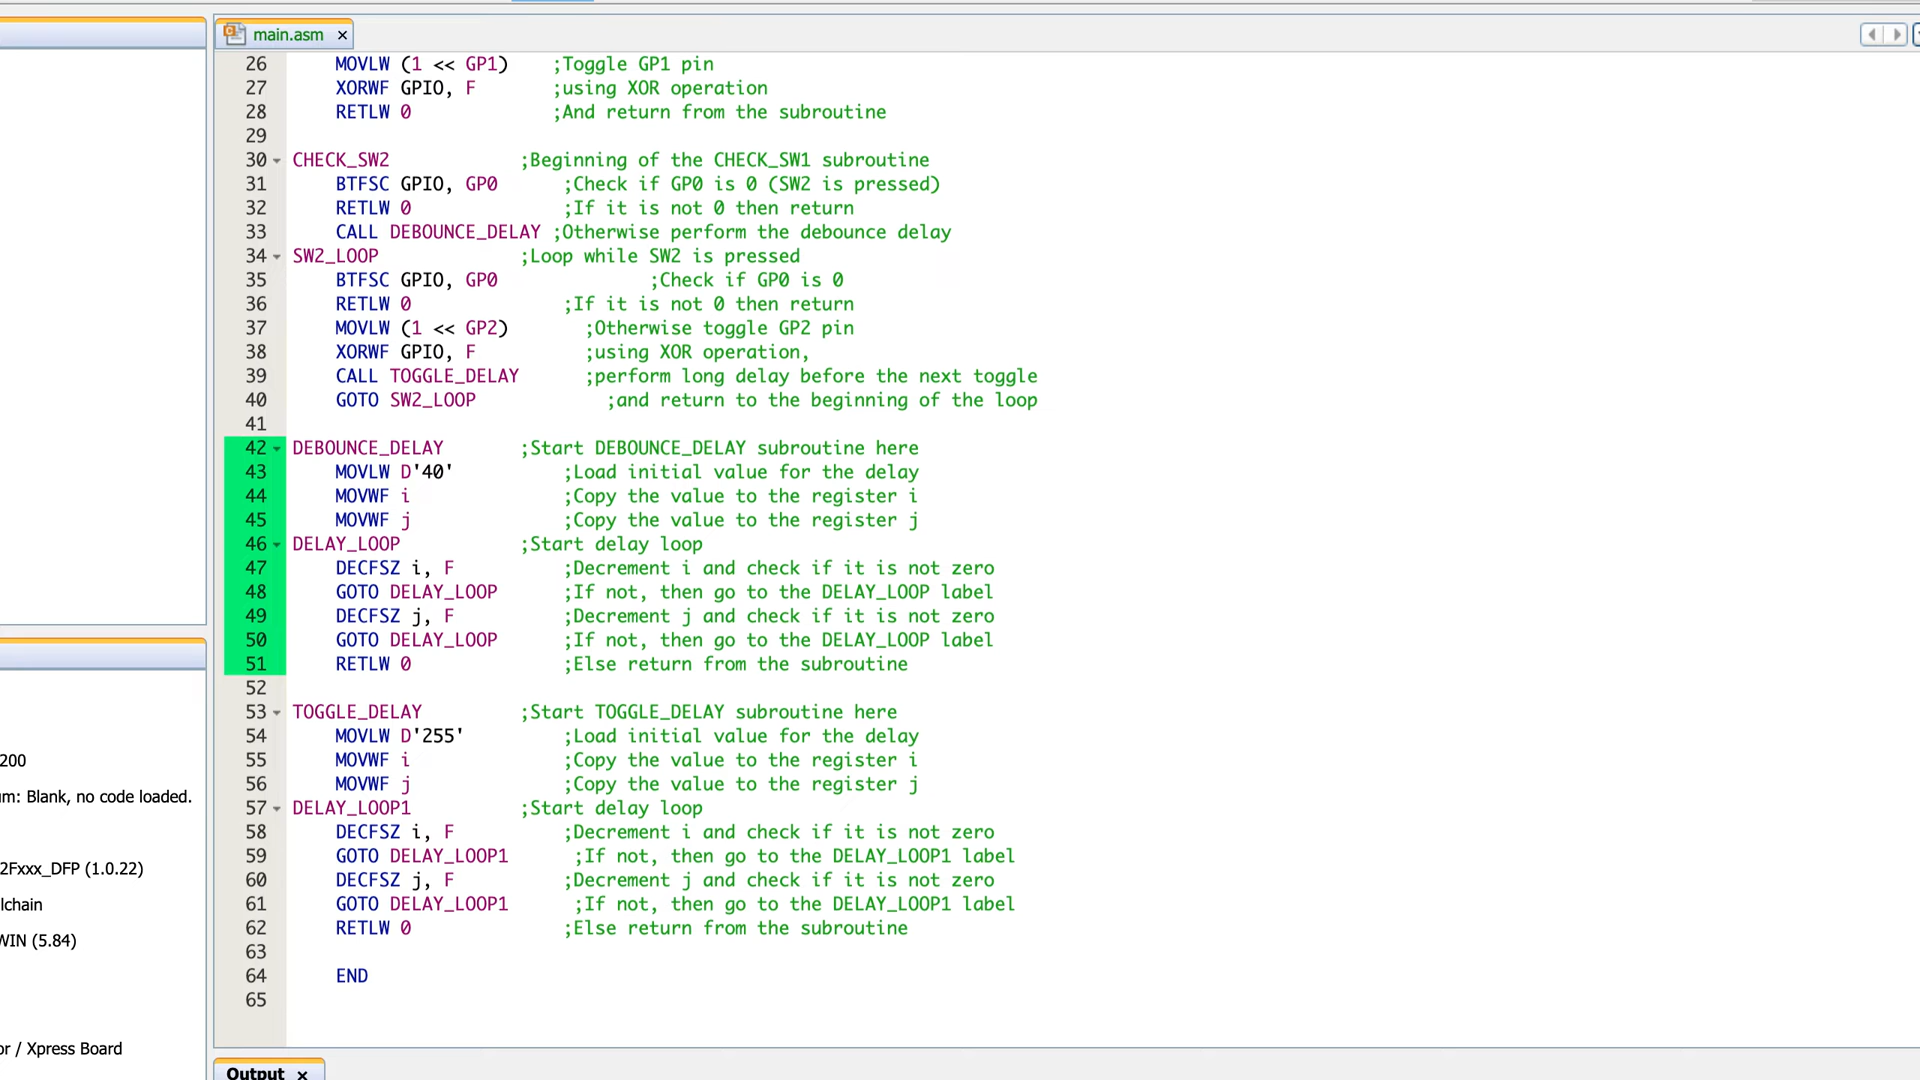 main.asm ×
26 MOVLW (1 << GP1) ;Toggle GP1 pin
27 XORWF GPIO, F ;using XOR operation
28 RETLW 0 ;And return from the subroutine
29
30 CHECK_SW2 ;Beginning of the CHECK_SW1 subroutine
31 BTFSC GPIO, GP0 ;Check if GP0 is 0 (SW2 is pressed)
32 RETLW 0 ;If it is not 0 then return
33 CALL DEBOUNCE_DELAY ;Otherwise perform the debounce delay
34 SW2_LOOP ;Loop while SW2 is pressed
35 BTFSC GPIO, GP0 ;Check if GP0 is 0
36 RETLW 0 ;If it is not 0 then return
37 MOVLW (1 << GP2) ;Otherwise toggle GP2 pin
38 XORWF GPIO, F ;using XOR operation,
39 CALL TOGGLE_DELAY ;perform long delay before the next toggle
40 GOTO SW2_LOOP ;and return to the beginning of the loop
41
42 DEBOUNCE_DELAY ;Start DEBOUNCE_DELAY subroutine here
43 MOVLW D'40' ;Load initial value for the delay
44 MOVWF i ;Copy the value to the register i
45 MOVWF j ;Copy the value to the register j
46 DELAY_LOOP ;Start delay loop
47 DECFSZ i, F ;Decrement i and check if it is not zero
48 GOTO DELAY_LOOP ;If not, then go to the DELAY_LOOP label
49 DECFSZ j, F ;Decrement j and check if it is not zero
50 GOTO DELAY_LOOP ;If not, then go to the DELAY_LOOP label
51 RETLW 0 ;Else return from the subroutine
52
53 TOGGLE_DELAY ;Start TOGGLE_DELAY subroutine here
54 MOVLW D'255' ;Load initial value for the delay
55 MOVWF i ;Copy the value to the register i
56 MOVWF j ;Copy the value to the register j
57 DELAY_LOOP1 ;Start delay loop
58 DECFSZ i, F ;Decrement i and check if it is not zero
59 GOTO DELAY_LOOP1 ;If not, then go to the DELAY_LOOP1 label
60 DECFSZ j, F ;Decrement j and check if it is not zero
61 GOTO DELAY_LOOP1 ;If not, then go to the DELAY_LOOP1 label
62 RETLW 0 ;Else return from the subroutine
63
64 END
65
200
um: Blank, no code loaded.
2Fxxx_DFP (1.0.22)
lchain
WIN (5.84)
or / Xpress Board
Output ×